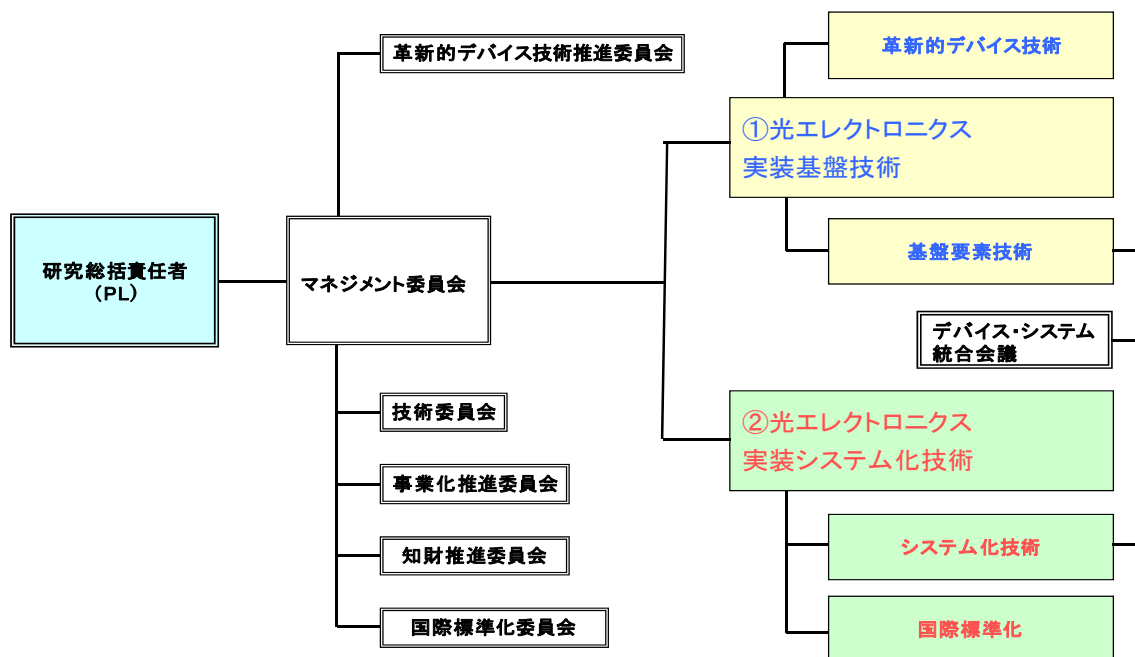 革新的デバイス技術推進委員会
革新的デバイス技術
①光エレクトロニクス
実装基盤技術
研究総括責任者
(PL)
マネジメント委員会
基盤要素技術
デバイス・システム
統合会議
技術委員会
②光エレクトロニクス
実装システム化技術
事業化推進委員会
知財推進委員会
システム化技術
国際標準化委員会
国際標準化